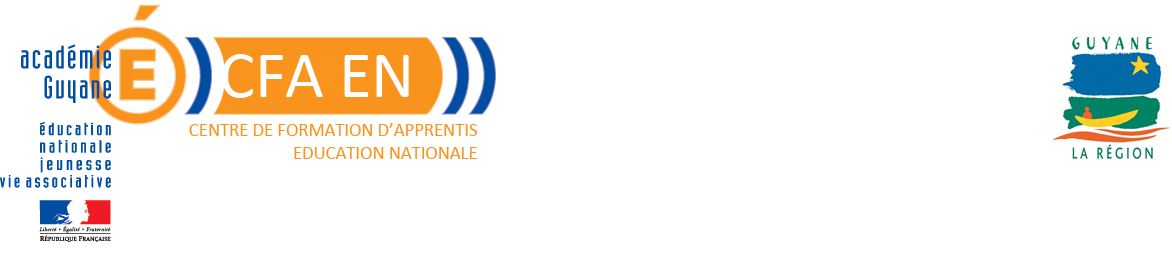 académie
Guyane
É
CFA EN
CENTRE DE FORMATION D'APPRENTIS
EDUCATION NATIONALE
éducation
nationale
jeunesse
vie associative
Liberté • Égalité • Fraternité
RÉPUBLIQUE FRANÇAISE
GUYANE
LA RÉGION